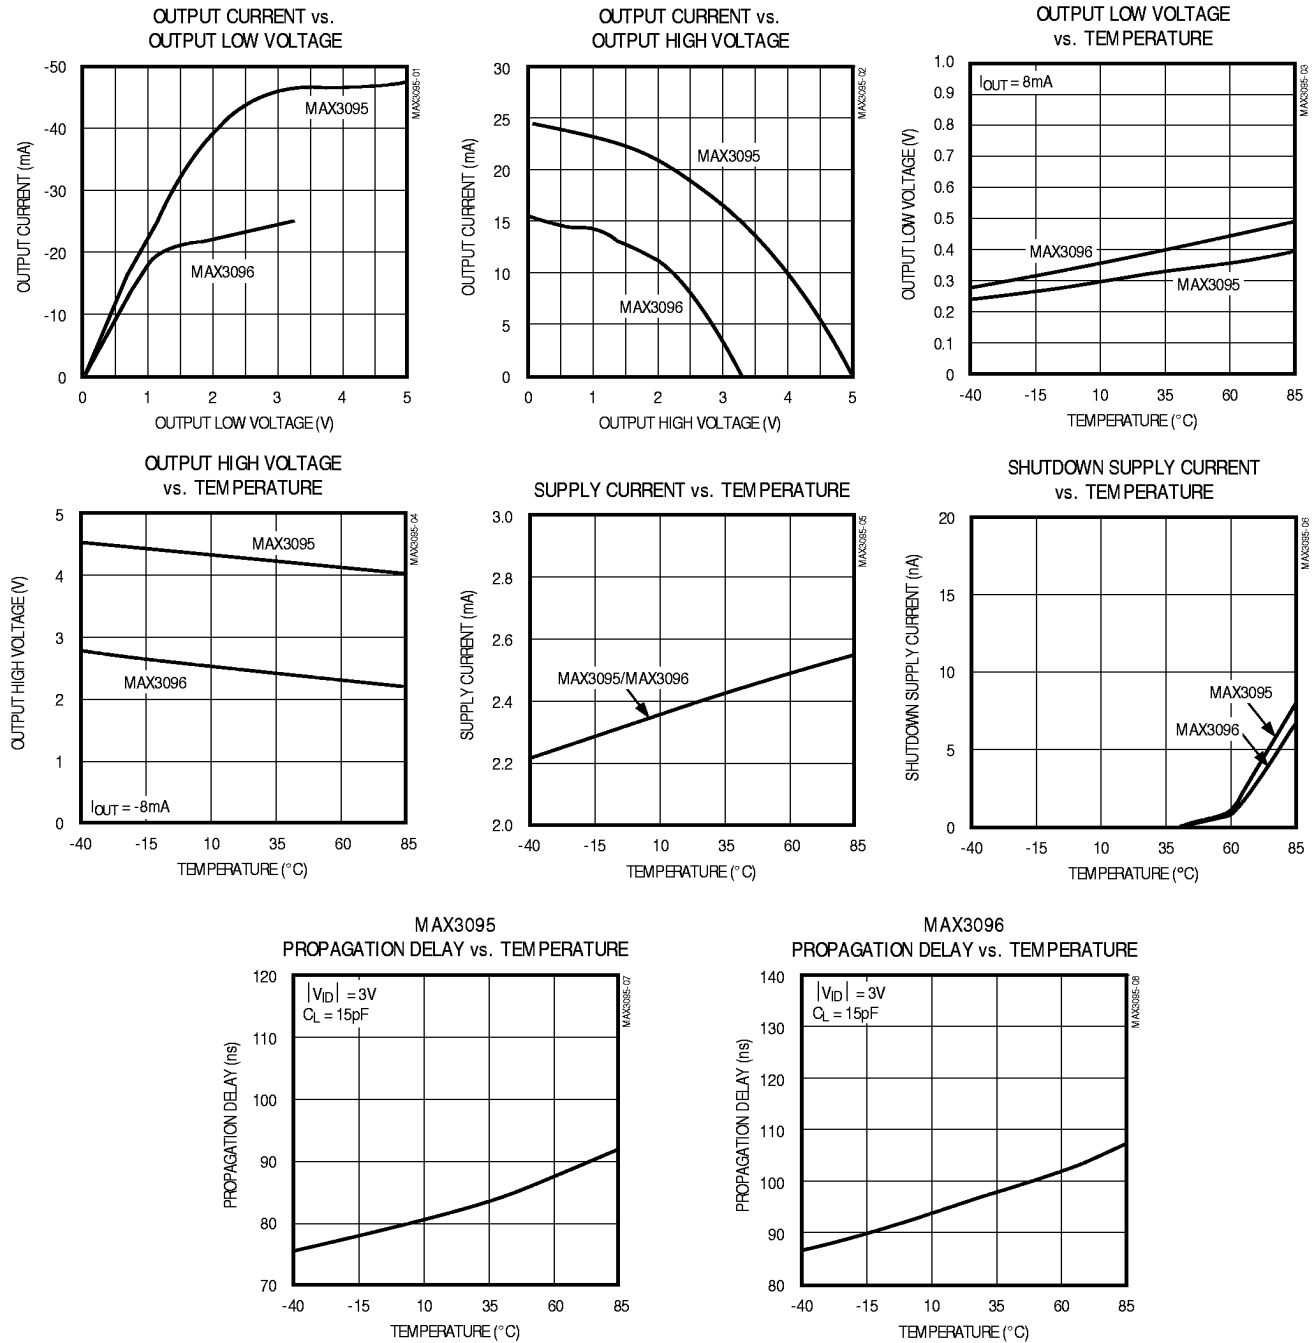 OUTPUT CURRENT vs.
OUTPUT LOW VOLTAGE
-50
-40
-30
-20
-10
0
OUTPUT CURRENT (mA)
MAX3095
MAX3096
MAX3095-01
0 1 2 3 4 5
OUTPUT LOW VOLTAGE (V)
OUTPUT CURRENT vs.
OUTPUT HIGH VOLTAGE
30
25
20
15
10
5
0
OUTPUT CURRENT (mA)
MAX3095
MAX3096
MAX3095-02
0 1 2 3 4 5
OUTPUT HIGH VOLTAGE (V)
OUTPUT LOW VOLTAGE
vs. TEMPERATURE
1.0
0.9
0.8
0.7
0.6
0.5
0.4
0.3
0.2
0.1
0
OUTPUT LOW VOLTAGE (V)
IOUT = 8mA
MAX3096
MAX3095
MAX3095-03
-40 -15 10 35 60 85
TEMPERATURE (°C)
OUTPUT HIGH VOLTAGE
vs. TEMPERATURE
5
4
3
2
1
0
OUTPUT HIGH VOLTAGE (V)
MAX3095
MAX3096
IOUT = -8mA
MAX3095-04
-40 -15 10 35 60 85
TEMPERATURE (°C)
SUPPLY CURRENT vs. TEMPERATURE
3.0
2.8
2.6
2.4
2.2
2.0
SUPPLY CURRENT (mA)
MAX3095/MAX3096
MAX3095-05
-40 -15 10 35 60 85
TEMPERATURE (°C)
SHUTDOWN SUPPLY CURRENT
vs. TEMPERATURE
20
15
10
5
0
SHUTDOWN SUPPLY CURRENT (nA)
MAX3095
MAX3096
MAX3095-06
-40 -15 10 35 60 85
TEMPERATURE (°C)
MAX3095
PROPAGATION DELAY vs. TEMPERATURE
120
110
100
90
80
70
PROPAGATION DELAY (ns)
|VID| = 3V
CL = 15pF
MAX3095-07
-40 -15 10 35 60 85
TEMPERATURE (°C)
MAX3096
PROPAGATION DELAY vs. TEMPERATURE
140
130
120
110
100
90
80
PROPAGATION DELAY (ns)
|VID| = 3V
CL = 15pF
MAX3095-08
-40 -15 10 35 60 85
TEMPERATURE (°C)